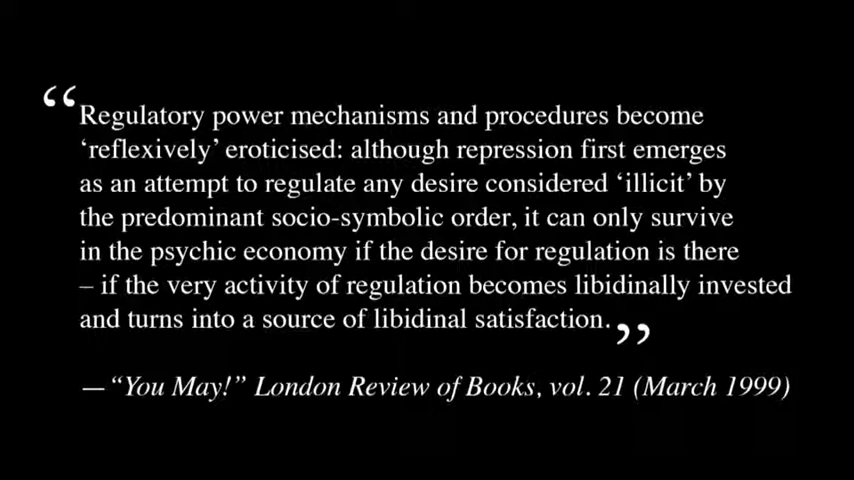 “Regulatory power mechanisms and procedures become
‘reflexively’ eroticised: although repression first emerges
as an attempt to regulate any desire considered ‘illicit’ by
the predominant socio-symbolic order, it can only survive
in the psychic economy if the desire for regulation is there
– if the very activity of regulation becomes libidinally invested
and turns into a source of libidinal satisfaction.”
—“You May!” London Review of Books, vol. 21 (March 1999)